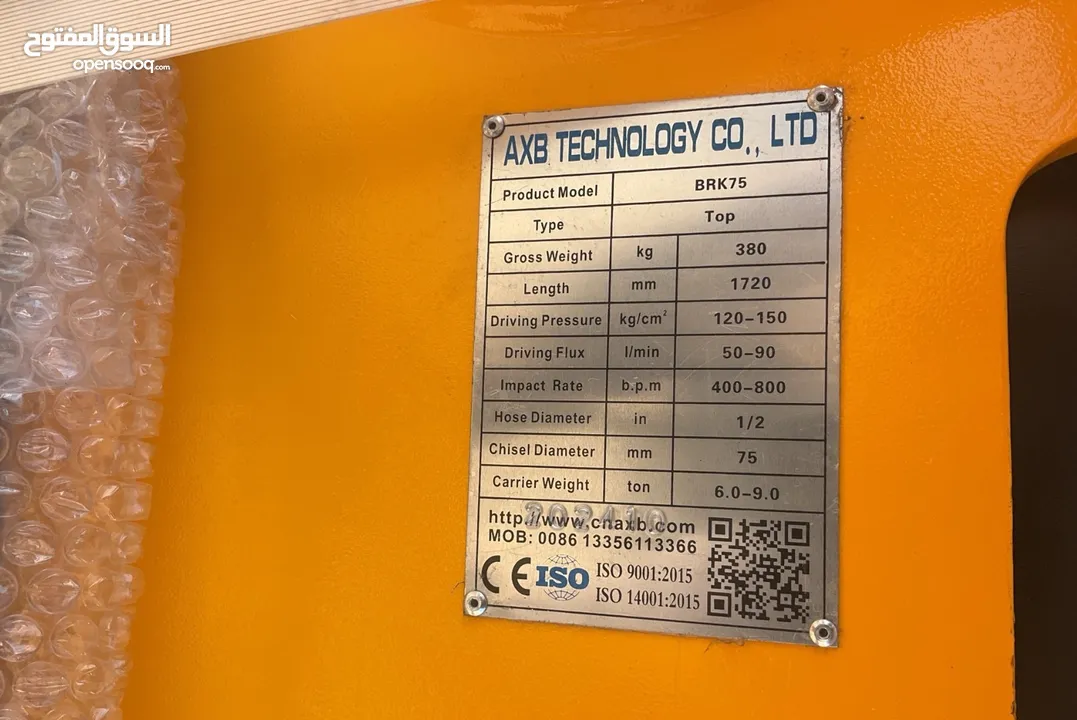 السوق المفتوح
opensooq.com
AXB TECHNOLOGY CO., LTD
Product Model BRK75
Type Top
Gross Weight kg 380
Length mm 1720
Driving Pressure kg/cm² 120-150
Driving Flux l/min 50-90
Impact Rate b.p.m 400-800
Hose Diameter in 1/2
Chisel Diameter mm 75
Carrier Weight ton 6.0-9.0
202410
http://www.cnaxb.com
MOB: 0086 13356113366
CE ISO ISO 9001:2015
ISO 14001:2015